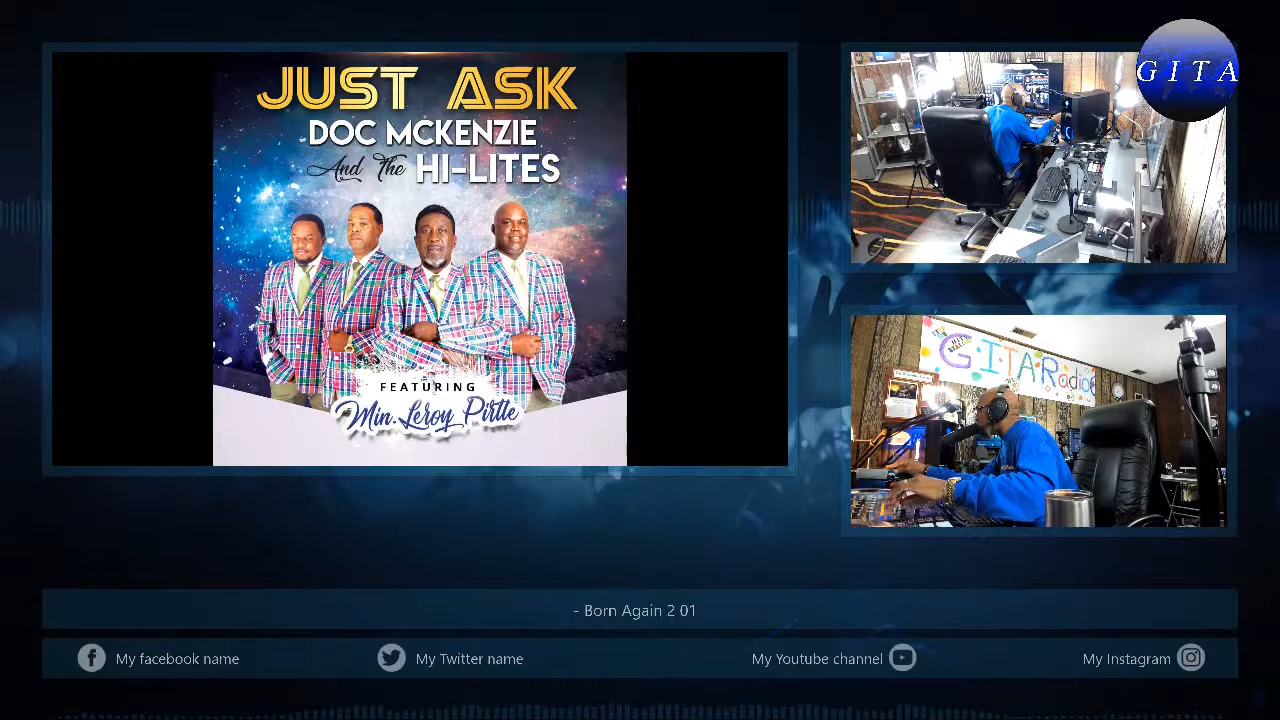 JUST ASK
DOC MCKENZIE
And The HI-LITES
FEATURING
Min. Leroy Pirtle
G I T A
G.I.T.A Radio
- Born Again 2 01
My facebook name
My Twitter name
My Youtube channel
My Instagram